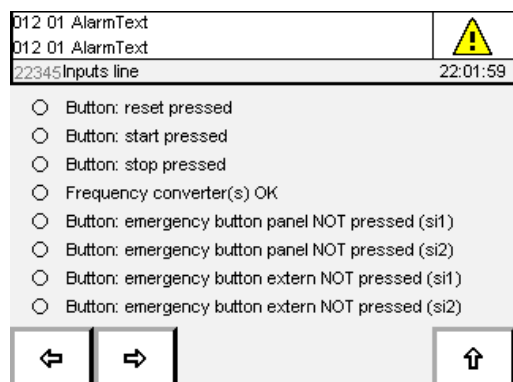 012 01 AlarmText
012 01 AlarmText
22345 Inputs line 22:01:59
Button: reset pressed
Button: start pressed
Button: stop pressed
Frequency converter(s) OK
Button: emergency button panel NOT pressed (si1)
Button: emergency button panel NOT pressed (si2)
Button: emergency button extern NOT pressed (si1)
Button: emergency button extern NOT pressed (si2)